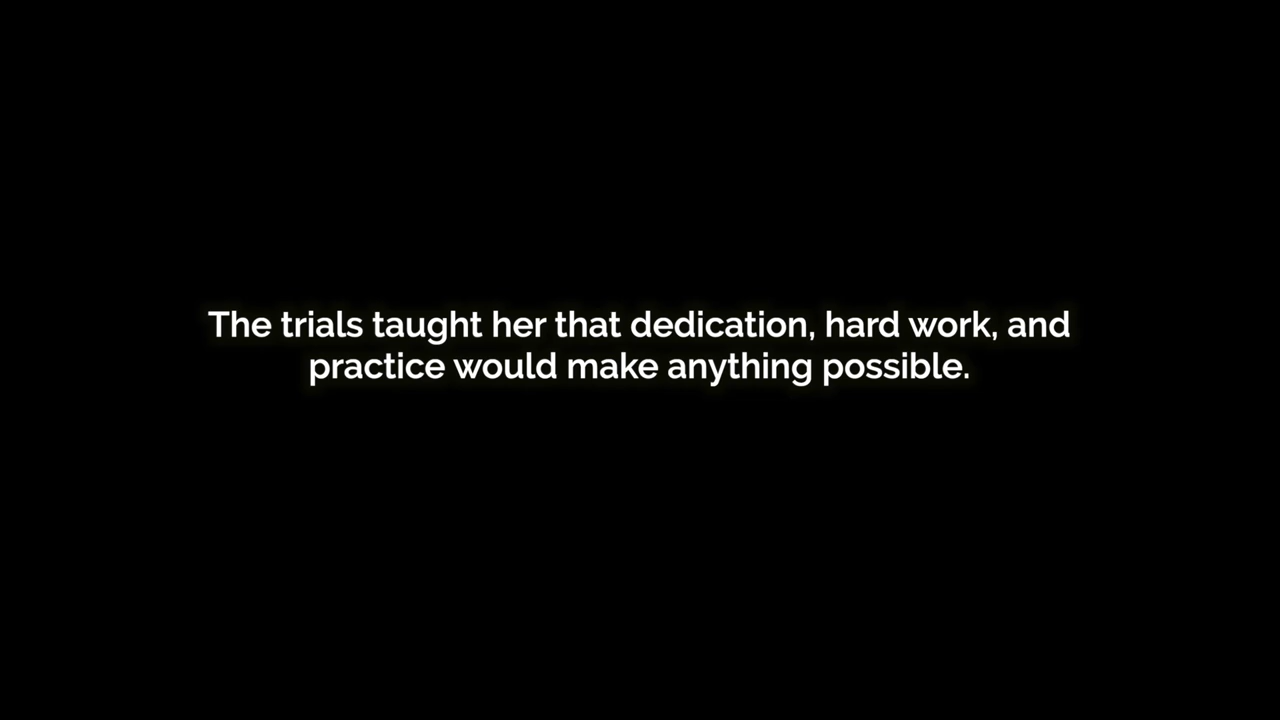 The trials taught her that dedication, hard work, and
practice would make anything possible.